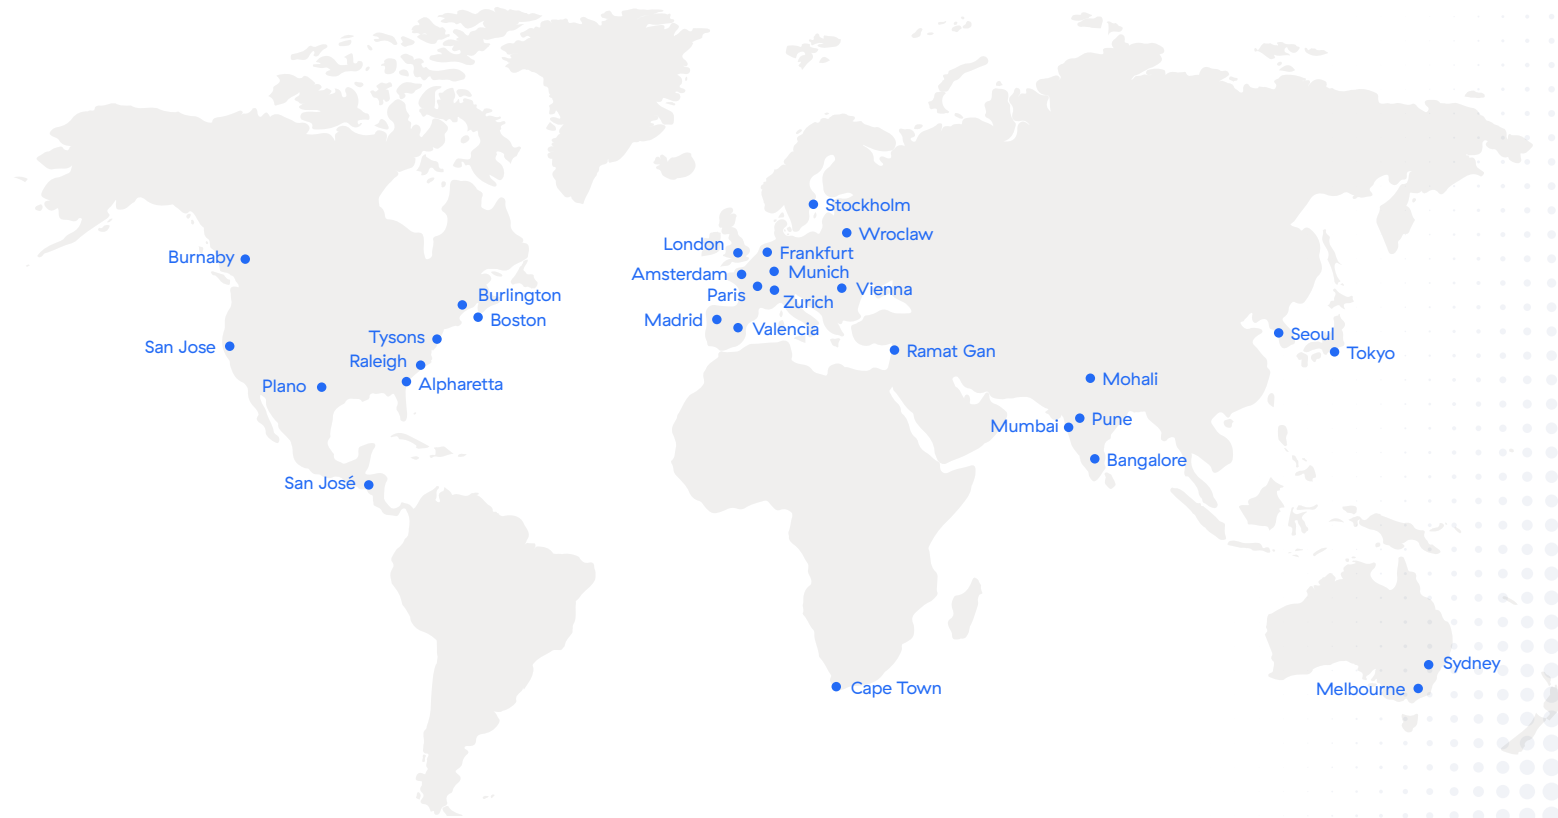 Stockholm
Wroclaw
London
Frankfurt
Burnaby
Amsterdam
Munich
Paris
Zurich
Vienna
Burlington
Boston
Madrid
Valencia
Tysons
San Jose
Raleigh
Plano
Alpharetta
Ramat Gan
Seoul
Tokyo
Mohali
Mumbai
Pune
Bangalore
San José
Cape Town
Sydney
Melbourne